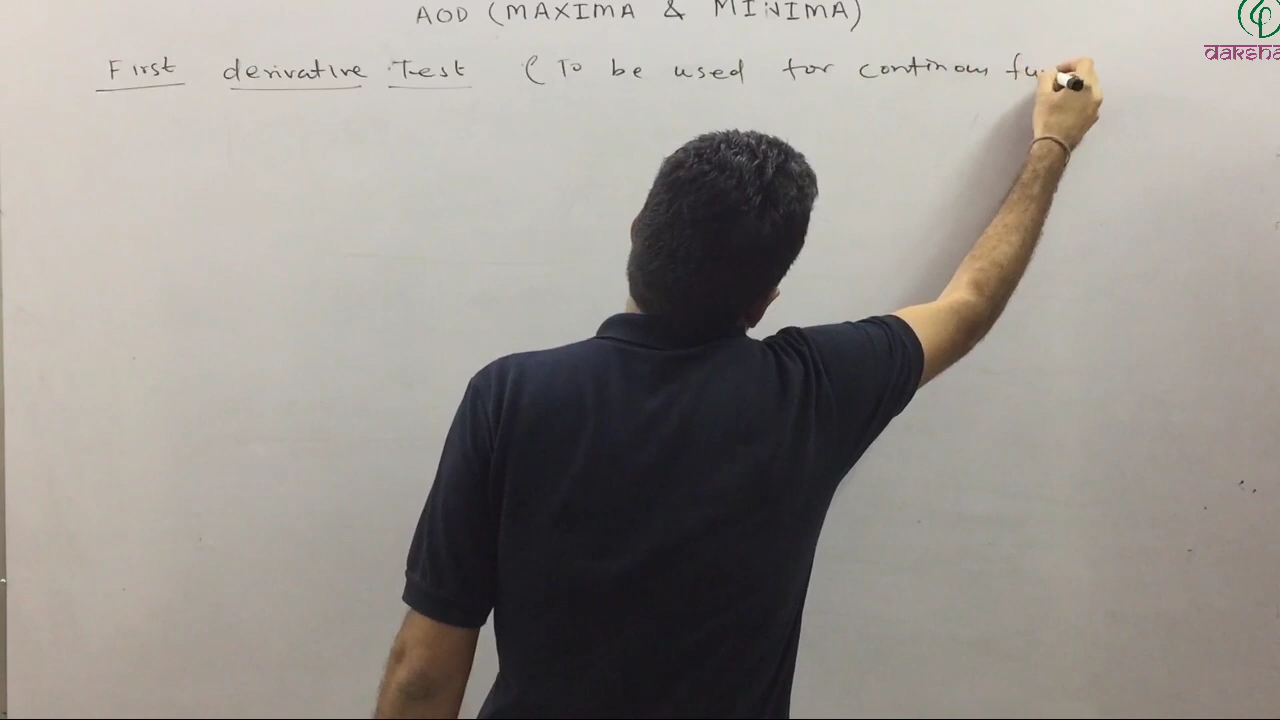 AOD (MAXIMA & MINIMA)
First derivative Test (To be used for continous fu
daksha